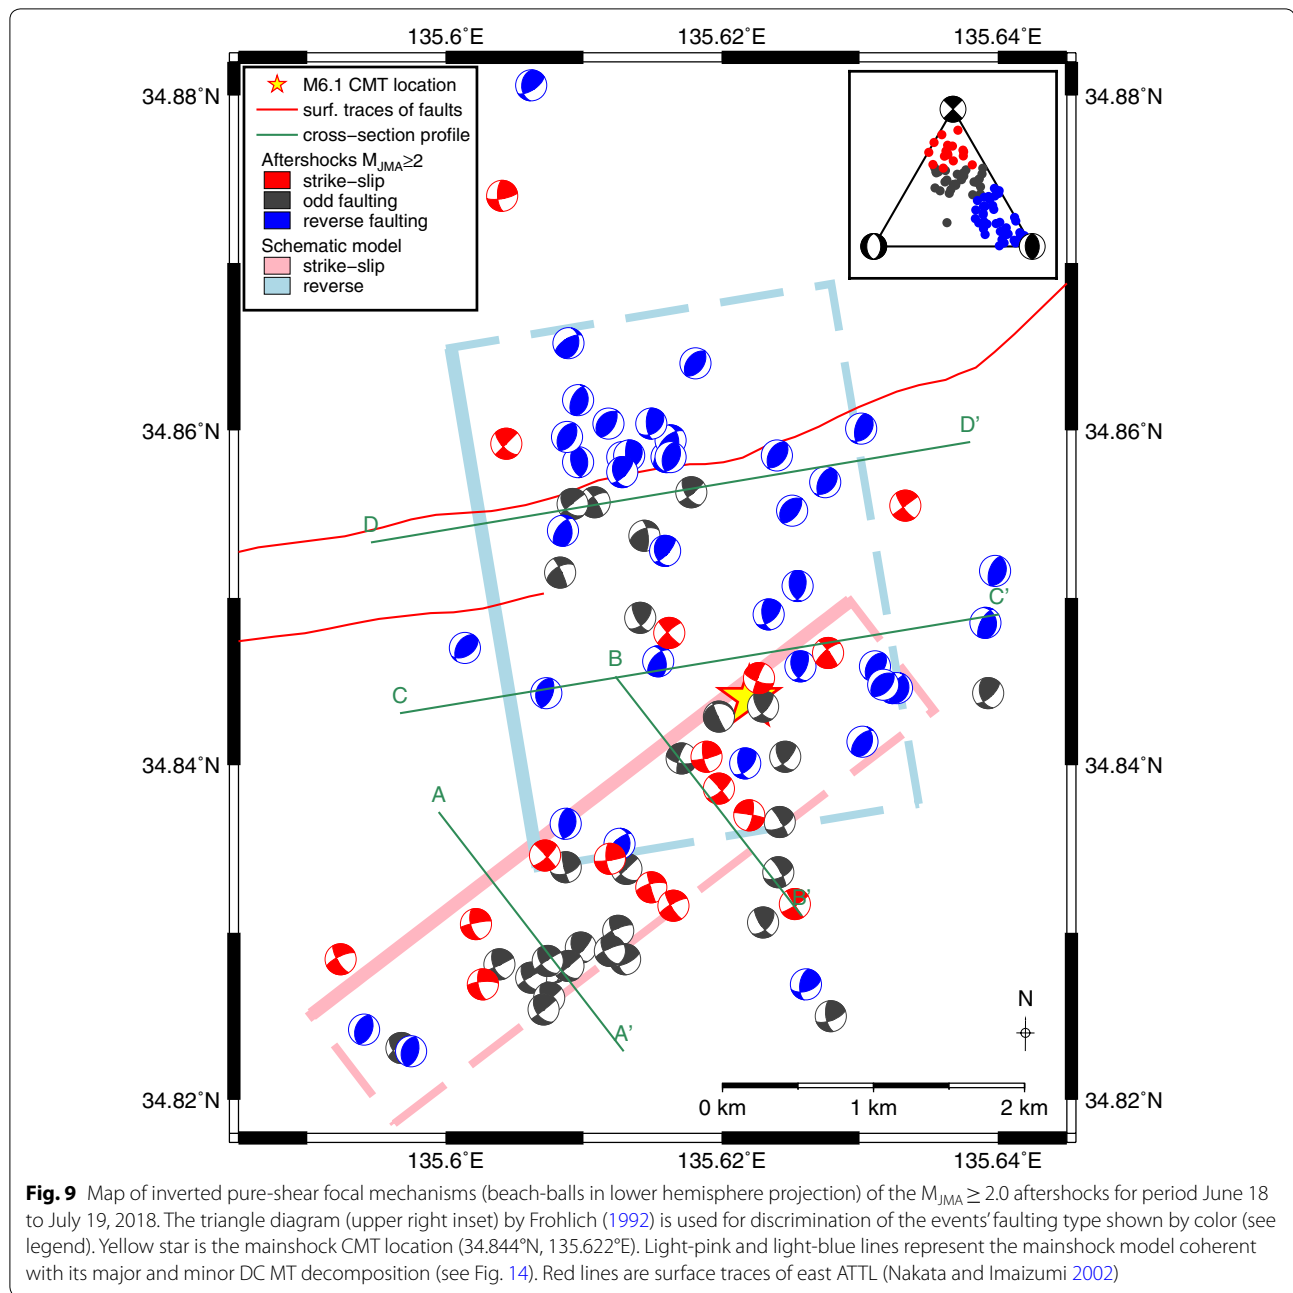 135.6˚E 135.62˚E 135.64˚E
34.88˚N 34.88˚N
M6.1 CMT location
surf. traces of faults
cross−section profile
Aftershocks MJMA≥2
strike−slip
odd faulting
reverse faulting
Schematic model
strike−slip
reverse
34.86˚N 34.86˚N
D'
D
C'
B
C
34.84˚N 34.84˚N
A
B'
N
A'
34.82˚N 34.82˚N
0 km 1 km 2 km
135.6˚E 135.62˚E 135.64˚E
Fig. 9 Map of inverted pure-shear focal mechanisms (beach-balls in lower hemisphere projection) of the MJMA ≥ 2.0 aftershocks for period June 18
to July 19, 2018. The triangle diagram (upper right inset) by Frohlich (1992) is used for discrimination of the events' faulting type shown by color (see
legend). Yellow star is the mainshock CMT location (34.844°N, 135.622°E). Light-pink and light-blue lines represent the mainshock model coherent
with its major and minor DC MT decomposition (see Fig. 14). Red lines are surface traces of east ATTL (Nakata and Imaizumi 2002)